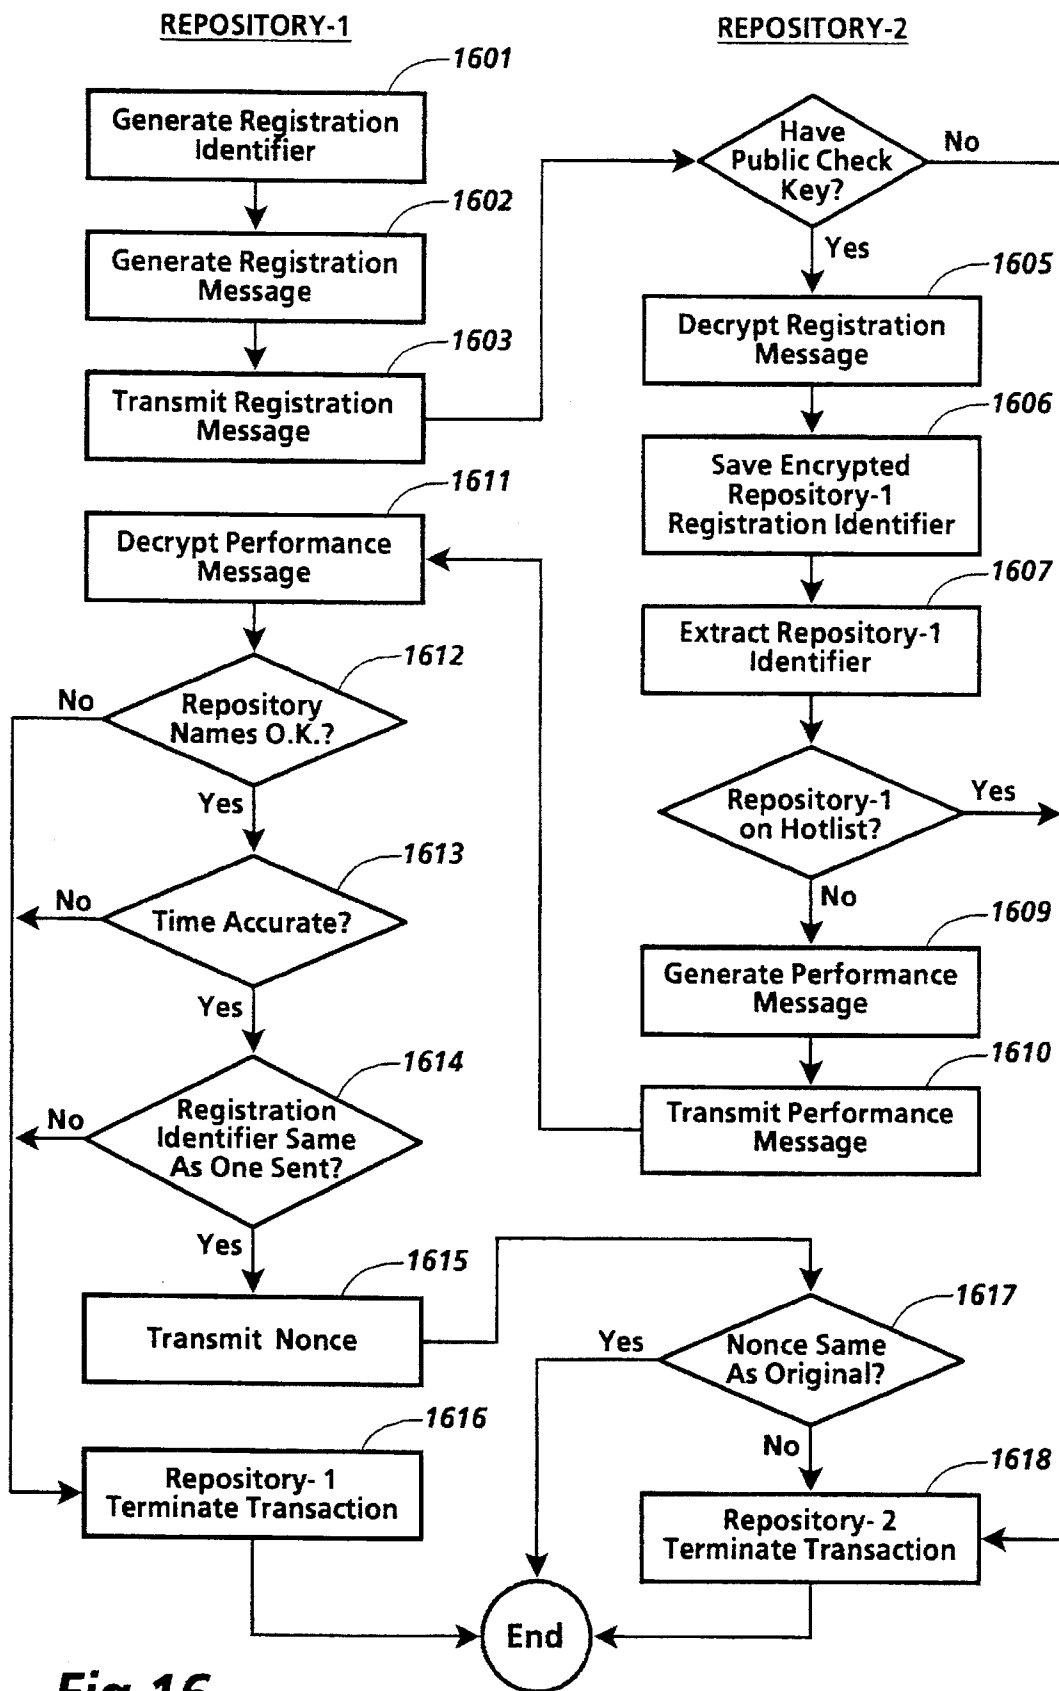 REPOSITORY-1
1601
Generate Registration
Identifier
1602
Generate Registration
Message
1603
Transmit Registration
Message
1611
Decrypt Performance
Message
1612
No
Repository
Names O.K.?
Yes
1613
No
Time Accurate?
Yes
1614
No
Registration
Identifier Same
As One Sent?
Yes
1615
Transmit Nonce
1616
Repository- 1
Terminate Transaction
REPOSITORY-2
Have
Public Check
Key?
No
Yes
1605
Decrypt Registration
Message
1606
Save Encrypted
Repository-1
Registration Identifier
1607
Extract Repository-1
Identifier
Repository-1
on Hotlist?
Yes
No
1609
Generate Performance
Message
1610
Transmit Performance
Message
1617
Yes
Nonce Same
As Original?
No
1618
Repository- 2
Terminate Transaction
End
Fig.16